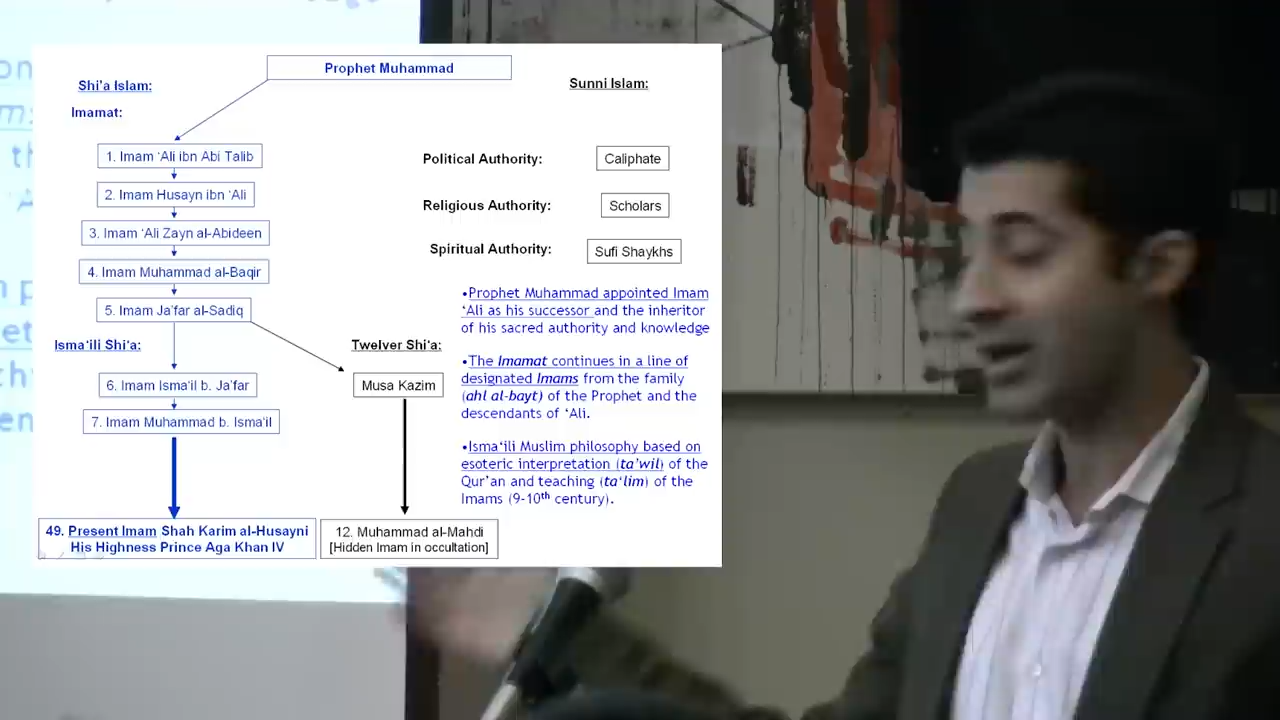 Prophet Muhammad
Shi'a Islam:
Imamat:
1. Imam ‘Ali ibn Abi Talib
2. Imam Husayn ibn ‘Ali
3. Imam ‘Ali Zayn al-Abideen
4. Imam Muhammad al-Baqir
5. Imam Ja’far al-Sadiq
Isma‘ili Shi‘a:
6. Imam Isma‘il b. Ja’far
7. Imam Muhammad b. Isma‘il
49. Present Imam Shah Karim al-Husayni
His Highness Prince Aga Khan IV
Twelver Shi‘a:
Musa Kazim
12. Muhammad al-Mahdi
[Hidden Imam in occultation]
Sunni Islam:
Political Authority:
Caliphate
Religious Authority:
Scholars
Spiritual Authority:
Sufi Shaykhs
•Prophet Muhammad appointed Imam
‘Ali as his successor and the inheritor
of his sacred authority and knowledge
•The Imamat continues in a line of
designated Imams from the family
(ahl al-bayt) of the Prophet and the
descendants of ‘Ali.
•Isma‘ili Muslim philosophy based on
esoteric interpretation (ta’wil) of the
Qur’an and teaching (ta‘lim) of the
Imams (9-10th century).